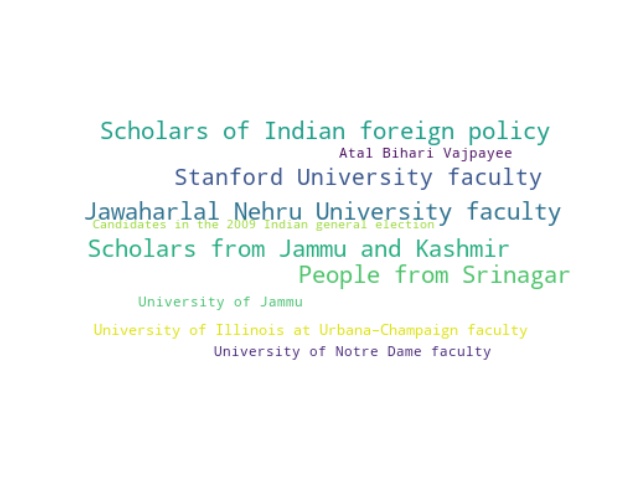 Scholars of Indian foreign policy
Atal Bihari Vajpayee
Stanford University faculty
Jawaharlal Nehru University faculty
Candidates in the 2009 Indian general election
Scholars from Jammu and Kashmir
People from Srinagar
University of Jammu
University of Illinois at Urbana–Champaign faculty
University of Notre Dame faculty